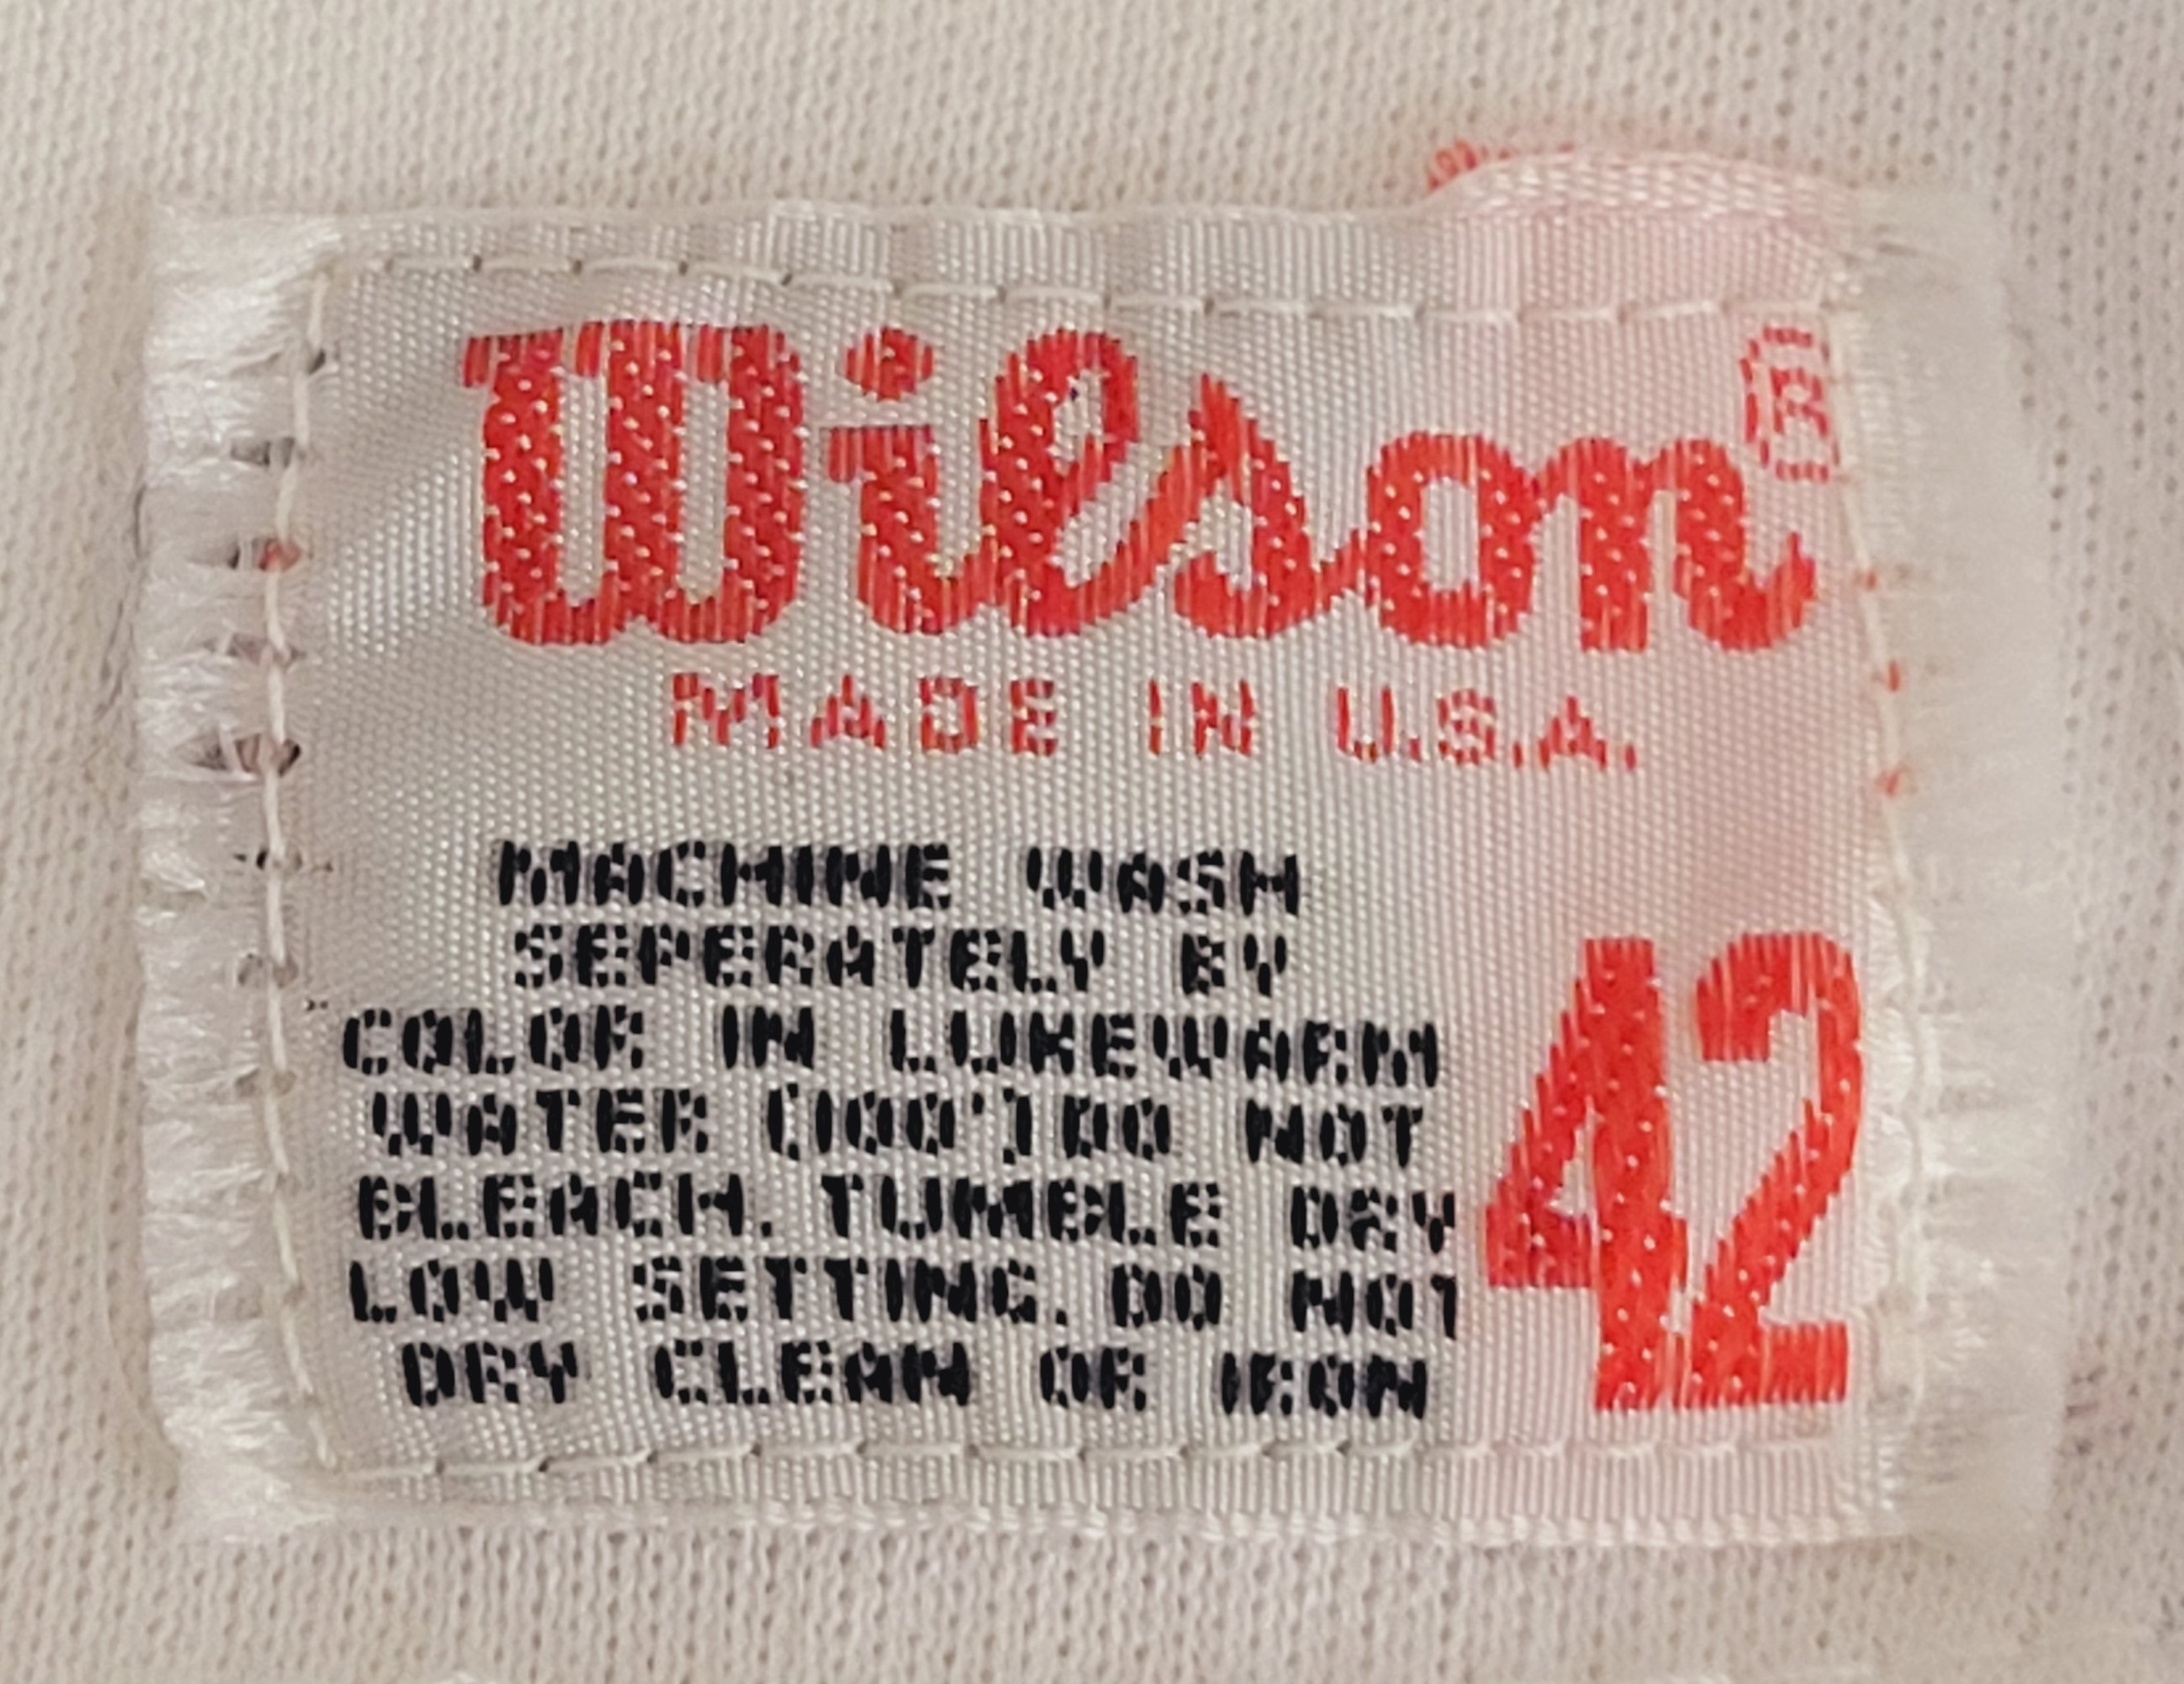 Wilson®
MADE IN U.S.A.
MACHINE WASH
SEPERATELY BY
COLOR IN LUKEWARM
WATER (100°) DO NOT
BLEACH. TUMBLE DRY
LOW SETTING. DO NOT
DRY CLEAN OR IRON
42